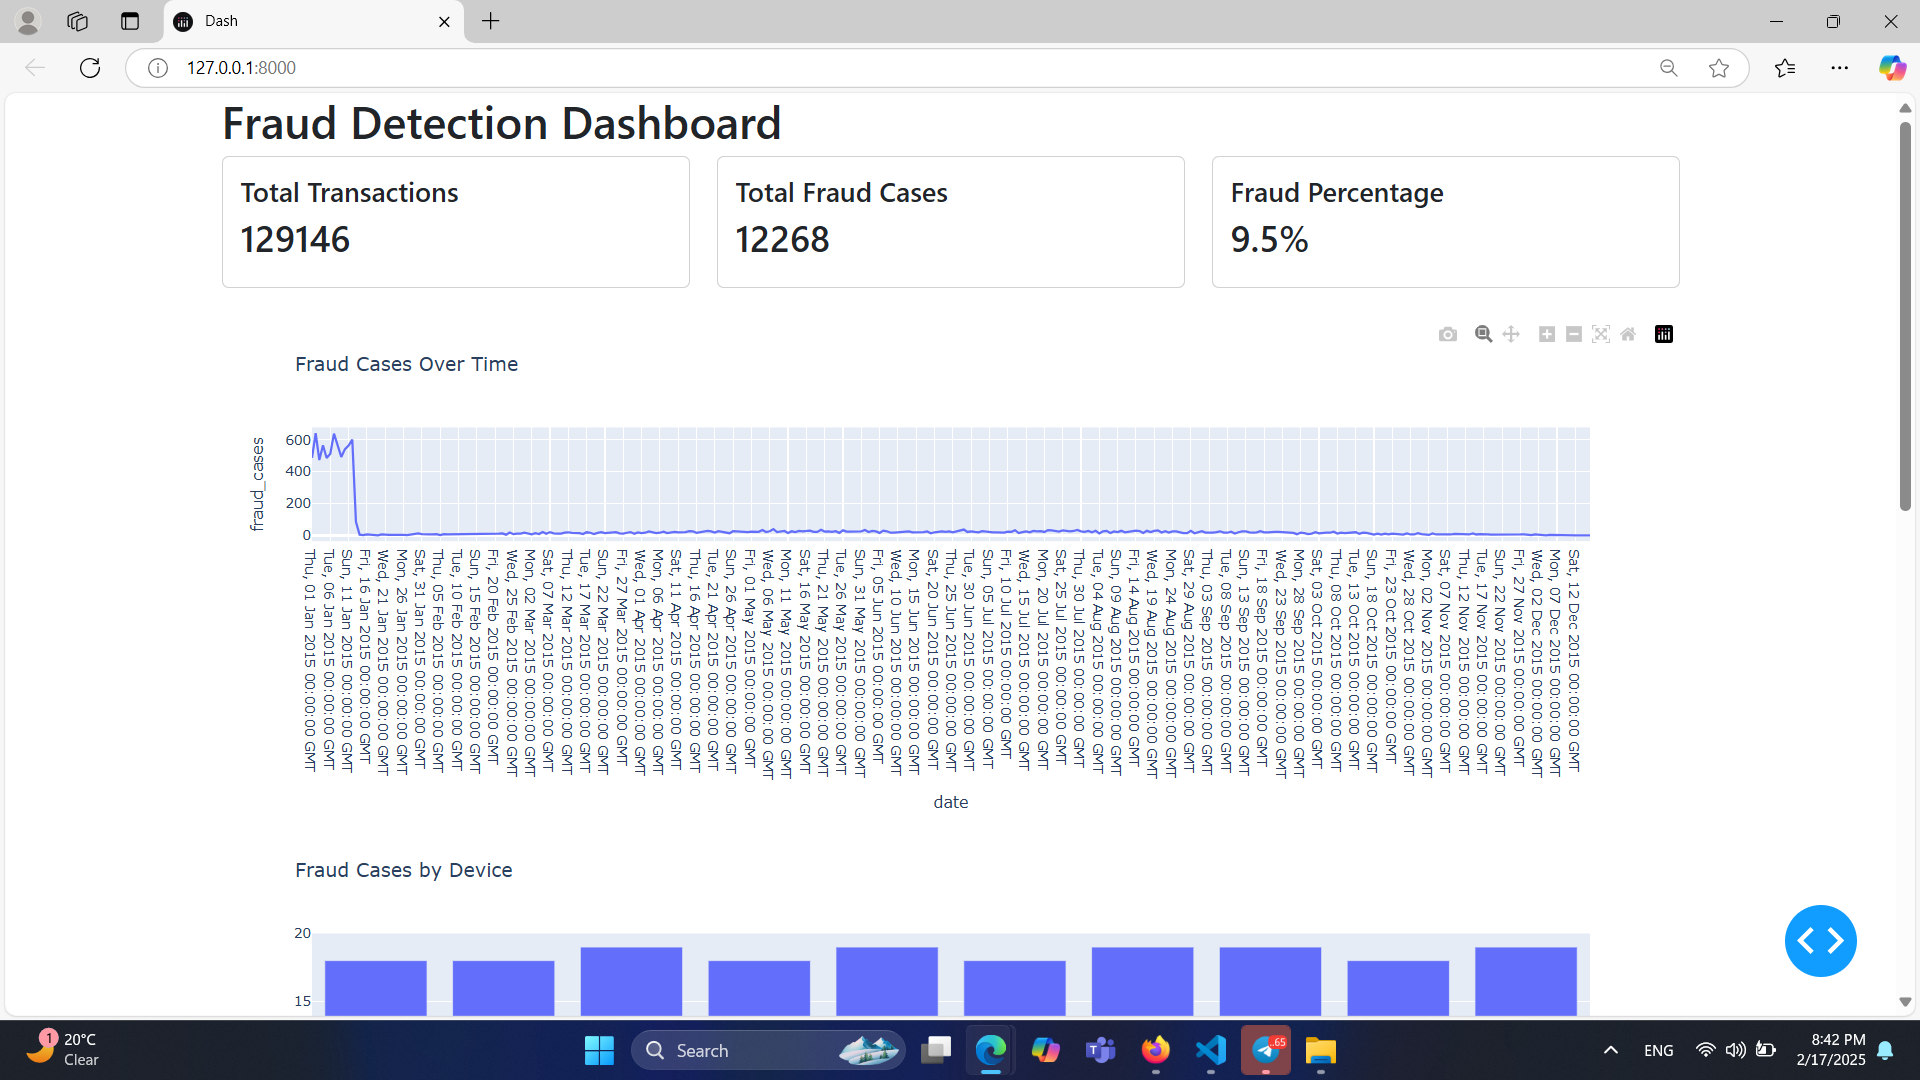 Dash
127.0.0.1:8000
Fraud Detection Dashboard
Total Transactions
129146
Total Fraud Cases
12268
Fraud Percentage
9.5%
Fraud Cases Over Time
fraud_cases
600
400
200
0
Thu, 01 Jan 2015 00:00:00 GMT
Tue, 06 Jan 2015 00:00:00 GMT
Sun, 11 Jan 2015 00:00:00 GMT
Fri, 16 Jan 2015 00:00:00 GMT
Wed, 21 Jan 2015 00:00:00 GMT
Mon, 26 Jan 2015 00:00:00 GMT
Sat, 31 Jan 2015 00:00:00 GMT
Thu, 05 Feb 2015 00:00:00 GMT
Tue, 10 Feb 2015 00:00:00 GMT
Sun, 15 Feb 2015 00:00:00 GMT
Fri, 20 Feb 2015 00:00:00 GMT
Wed, 25 Feb 2015 00:00:00 GMT
Mon, 02 Mar 2015 00:00:00 GMT
Sat, 07 Mar 2015 00:00:00 GMT
Thu, 12 Mar 2015 00:00:00 GMT
Tue, 17 Mar 2015 00:00:00 GMT
Sun, 22 Mar 2015 00:00:00 GMT
Fri, 27 Mar 2015 00:00:00 GMT
Wed, 01 Apr 2015 00:00:00 GMT
Mon, 06 Apr 2015 00:00:00 GMT
Sat, 11 Apr 2015 00:00:00 GMT
Thu, 16 Apr 2015 00:00:00 GMT
Tue, 21 Apr 2015 00:00:00 GMT
Sun, 26 Apr 2015 00:00:00 GMT
Fri, 01 May 2015 00:00:00 GMT
Wed, 06 May 2015 00:00:00 GMT
Mon, 11 May 2015 00:00:00 GMT
Sat, 16 May 2015 00:00:00 GMT
Thu, 21 May 2015 00:00:00 GMT
Tue, 26 May 2015 00:00:00 GMT
Sun, 31 May 2015 00:00:00 GMT
Fri, 05 Jun 2015 00:00:00 GMT
Wed, 10 Jun 2015 00:00:00 GMT
Mon, 15 Jun 2015 00:00:00 GMT
Sat, 20 Jun 2015 00:00:00 GMT
Thu, 25 Jun 2015 00:00:00 GMT
Tue, 30 Jun 2015 00:00:00 GMT
Sun, 05 Jul 2015 00:00:00 GMT
Fri, 10 Jul 2015 00:00:00 GMT
Wed, 15 Jul 2015 00:00:00 GMT
Mon, 20 Jul 2015 00:00:00 GMT
Sat, 25 Jul 2015 00:00:00 GMT
Thu, 30 Jul 2015 00:00:00 GMT
Tue, 04 Aug 2015 00:00:00 GMT
Sun, 09 Aug 2015 00:00:00 GMT
Fri, 14 Aug 2015 00:00:00 GMT
Wed, 19 Aug 2015 00:00:00 GMT
Mon, 24 Aug 2015 00:00:00 GMT
Sat, 29 Aug 2015 00:00:00 GMT
Thu, 03 Sep 2015 00:00:00 GMT
Tue, 08 Sep 2015 00:00:00 GMT
Sun, 13 Sep 2015 00:00:00 GMT
Fri, 18 Sep 2015 00:00:00 GMT
Wed, 23 Sep 2015 00:00:00 GMT
Mon, 28 Sep 2015 00:00:00 GMT
Sat, 03 Oct 2015 00:00:00 GMT
Thu, 08 Oct 2015 00:00:00 GMT
Tue, 13 Oct 2015 00:00:00 GMT
Sun, 18 Oct 2015 00:00:00 GMT
Fri, 23 Oct 2015 00:00:00 GMT
Wed, 28 Oct 2015 00:00:00 GMT
Mon, 02 Nov 2015 00:00:00 GMT
Sat, 07 Nov 2015 00:00:00 GMT
Thu, 12 Nov 2015 00:00:00 GMT
Tue, 17 Nov 2015 00:00:00 GMT
Sun, 22 Nov 2015 00:00:00 GMT
Fri, 27 Nov 2015 00:00:00 GMT
Wed, 02 Dec 2015 00:00:00 GMT
Mon, 07 Dec 2015 00:00:00 GMT
Sat, 12 Dec 2015 00:00:00 GMT
date
Fraud Cases by Device
20
15
1
20°C
Clear
Search
.65
ENG
8:42 PM
2/17/2025